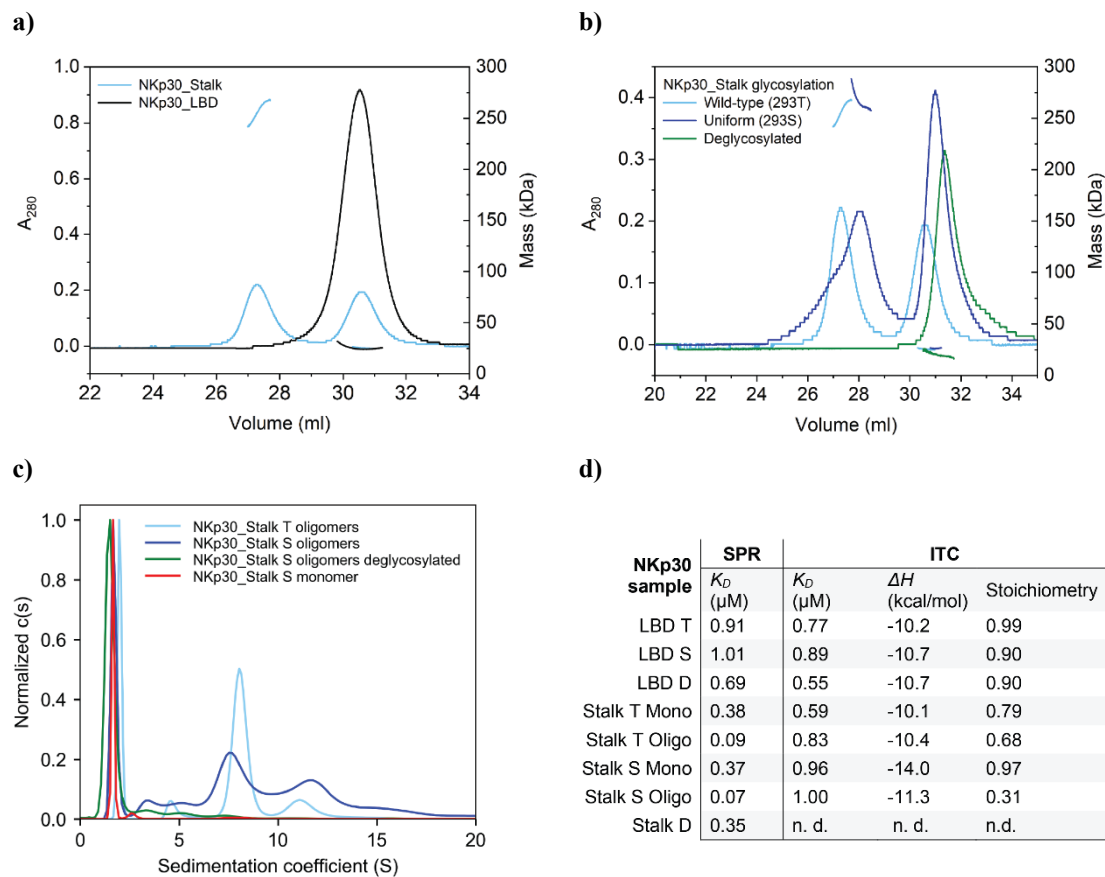 a)
NKp30_Stalk
NKp30_LBD
1.0
0.8
0.6
0.4
0.2
0.0
A280
300
250
200
150
100
50
0
Mass (kDa)
22 24 26 28 30 32 34
Volume (ml)
b)
NKp30_Stalk glycosylation
Wild-type (293T)
Uniform (293S)
Deglycosylated
0.4
0.3
0.2
0.1
0.0
A280
300
250
200
150
100
50
0
Mass (kDa)
20 22 24 26 28 30 32 34
Volume (ml)
c)
NKp30_Stalk T oligomers
NKp30_Stalk S oligomers
NKp30_Stalk S oligomers deglycosylated
NKp30_Stalk S monomer
1.0
0.8
0.6
0.4
0.2
0.0
Normalized c(s)
0 5 10 15 20
Sedimentation coefficient (S)
d)
NKp30 sample SPR ITC
KD (µM) KD (µM) ΔH (kcal/mol) Stoichiometry
LBD T 0.91 0.77 -10.2 0.99
LBD S 1.01 0.89 -10.7 0.90
LBD D 0.69 0.55 -10.7 0.90
Stalk T Mono 0.38 0.59 -10.1 0.79
Stalk T Oligo 0.09 0.83 -10.4 0.68
Stalk S Mono 0.37 0.96 -14.0 0.97
Stalk S Oligo 0.07 1.00 -11.3 0.31
Stalk D 0.35 n. d. n. d. n.d.